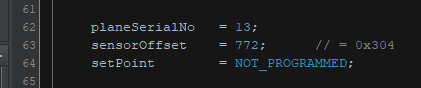 61
62 planeSerialNo = 13;
63 sensorOffset = 772; // = 0x304
64 setPoint = NOT_PROGRAMMED;
65